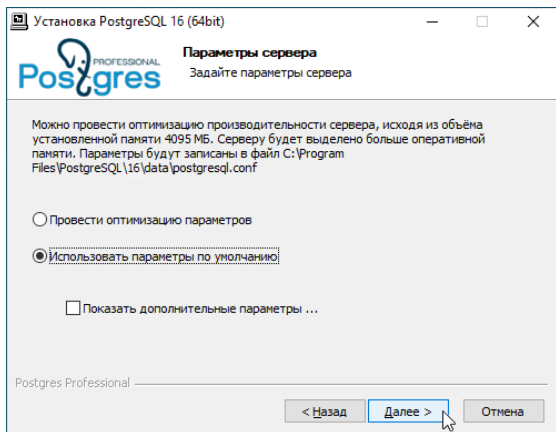 Установка PostgreSQL 16 (64bit)
PROFESSIONAL
Postgres
Параметры сервера
Задайте параметры сервера
Можно провести оптимизацию производительности сервера, исходя из объёма
установленной памяти 4095 МБ. Серверу будет выделено больше оперативной
памяти. Параметры будут записаны в файл C:\Program
Files\PostgreSQL\16\data\postgresql.conf
Провести оптимизацию параметров
Использовать параметры по умолчанию
Показать дополнительные параметры ...
Postgres Professional
< Назад
Далее >
Отмена